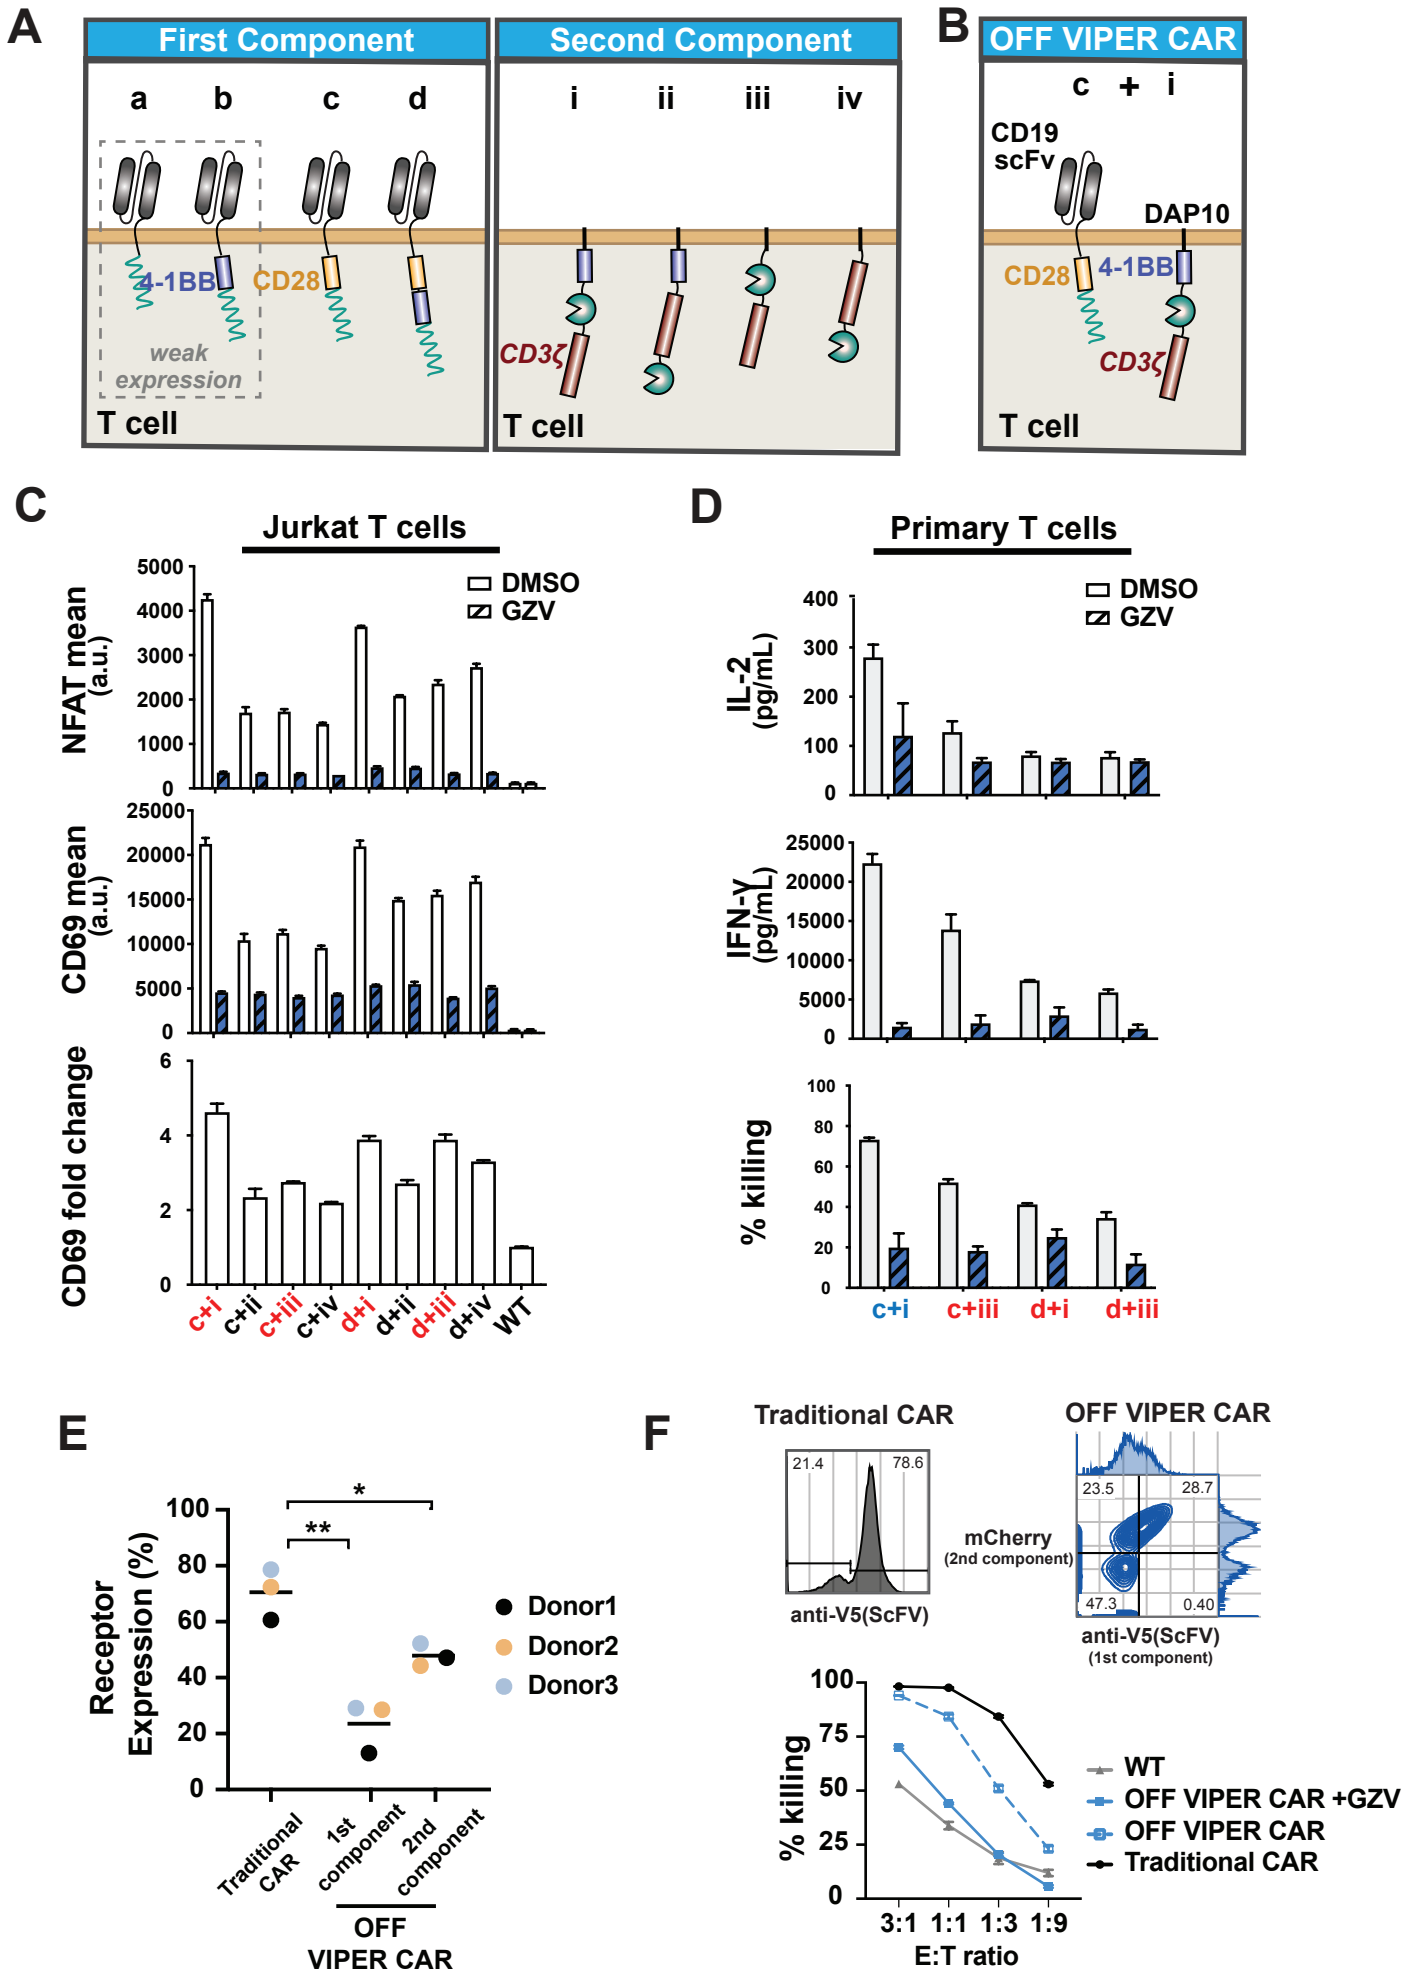 A
First Component
Second Component
B
OFF VIPER CAR
a
b
c
d
i
ii
iii
iv
c + i
CD19
scFv
DAP10
4-1BB
CD28
CD28
4-1BB
CD3ζ
CD3ζ
weak
expression
T cell
T cell
T cell
C
Jurkat T cells
DMSO
GZV
NFAT mean
(a.u.)
5000
4000
3000
2000
1000
0
CD69 mean
(a.u.)
25000
20000
15000
10000
5000
0
CD69 fold change
6
4
2
0
c+i
c+ii
c+iii
c+iv
d+i
d+ii
d+iii
d+iv
WT
D
Primary T cells
DMSO
GZV
IL-2
(pg/mL)
400
300
200
100
0
IFN-γ
(pg/mL)
25000
20000
15000
10000
5000
0
% killing
100
80
60
40
20
0
c+i
c+iii
d+i
d+iii
E
Receptor
Expression (%)
100
80
60
40
20
0
*
**
Donor1
Donor2
Donor3
Traditional
CAR
1st
component
2nd
component
OFF
VIPER CAR
F
Traditional CAR
21.4
78.6
anti-V5(ScFV)
OFF VIPER CAR
23.5
28.7
47.3
0.40
mCherry
(2nd component)
anti-V5(ScFV)
(1st component)
% killing
100
75
50
25
0
3:1
1:1
1:3
1:9
E:T ratio
WT
OFF VIPER CAR +GZV
OFF VIPER CAR
Traditional CAR